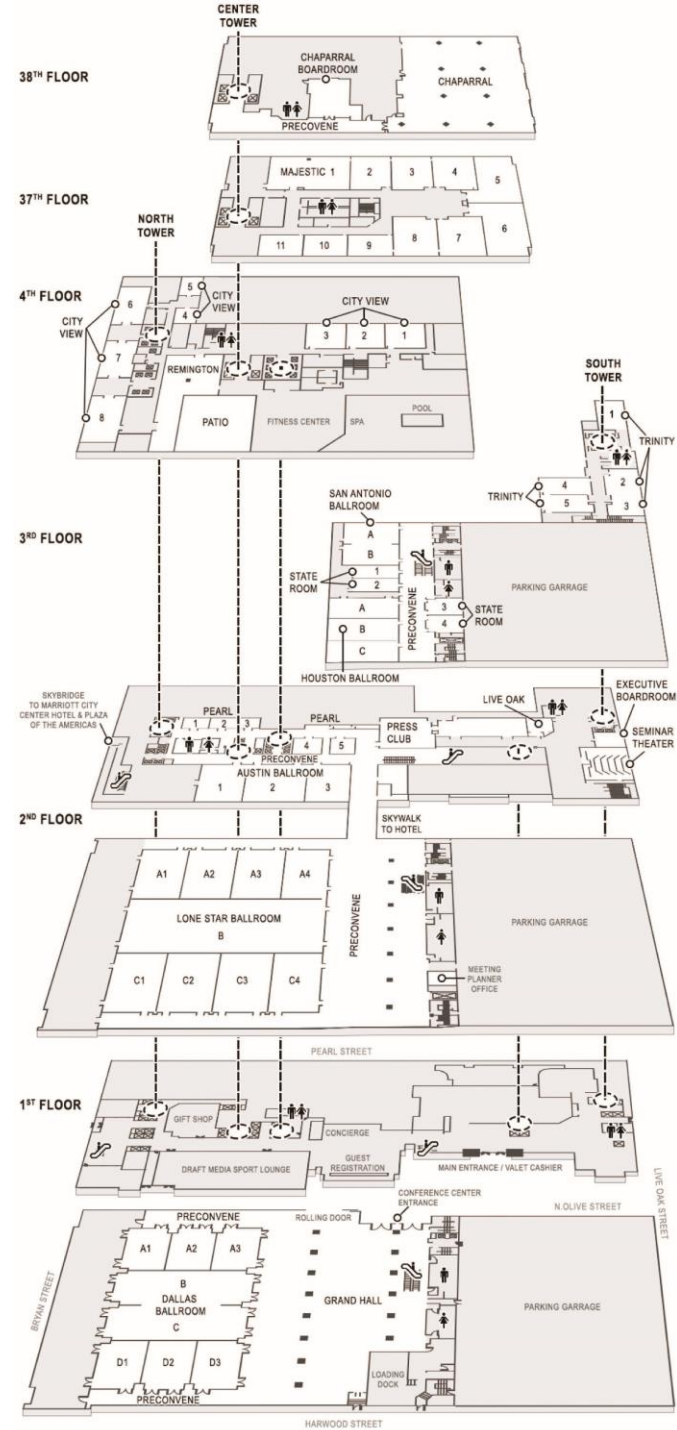 CENTER
TOWER
38TH FLOOR
CHAPARRAL
BOARDROOM
CHAPARRAL
PRECOVENE
37TH FLOOR
MAJESTIC 1
2
3
4
5
6
11
10
9
8
7
NORTH
TOWER
4TH FLOOR
5
CITY
VIEW
4
6
CITY
VIEW
7
8
CITY VIEW
3
2
1
REMINGTON
PATIO
FITNESS CENTER
SPA
POOL
SOUTH
TOWER
1
TRINITY
2
3
TRINITY
4
5
3RD FLOOR
SAN ANTONIO
BALLROOM
A
B
STATE
ROOM
1
2
A
B
C
HOUSTON BALLROOM
PRECONVENE
3
4
STATE
ROOM
PARKING GARRAGE
SKYBRIDGE
TO MARRIOTT CITY
CENTER HOTEL & PLAZA
OF THE AMERICAS
PEARL
1
2
3
PEARL
4
5
PRECONVENE
AUSTIN BALLROOM
1
2
3
PRESS
CLUB
LIVE OAK
EXECUTIVE
BOARDROOM
SEMINAR
THEATER
2ND FLOOR
SKYWALK
TO HOTEL
A1
A2
A3
A4
LONE STAR BALLROOM
B
C1
C2
C3
C4
PRECONVENE
MEETING
PLANNER
OFFICE
PARKING GARRAGE
PEARL STREET
1ST FLOOR
GIFT SHOP
CONCIERGE
DRAFT MEDIA SPORT LOUNGE
GUEST
REGISTRATION
MAIN ENTRANCE / VALET CASHIER
LIVE OAK STREET
CONFERENCE CENTER
ENTRANCE
N.OLIVE STREET
PRECONVENE
ROLLING DOOR
A1
A2
A3
B
DALLAS
BALLROOM
C
D1
D2
D3
PRECONVENE
GRAND HALL
LOADING
DOCK
PARKING GARRAGE
BRYAN STREET
HARWOOD STREET